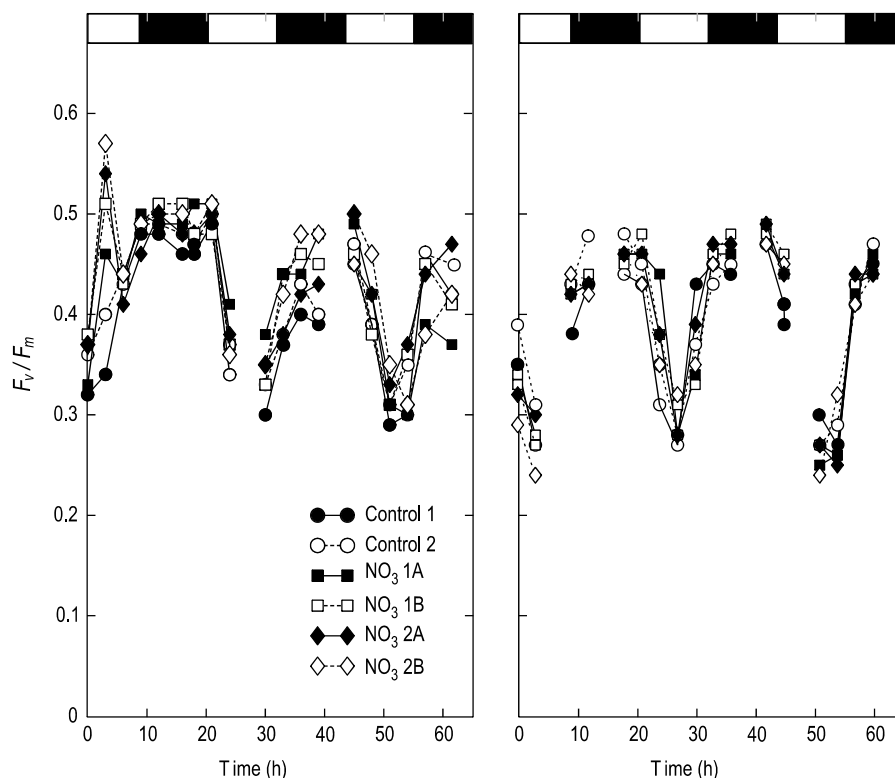 0.6
0.5
0.4
0.3
0.2
0.1
0
Fv / Fm
Control 1
Control 2
NO3 1A
NO3 1B
NO3 2A
NO3 2B
0 10 20 30 40 50 60
0 10 20 30 40 50 60
Time (h)
Time (h)